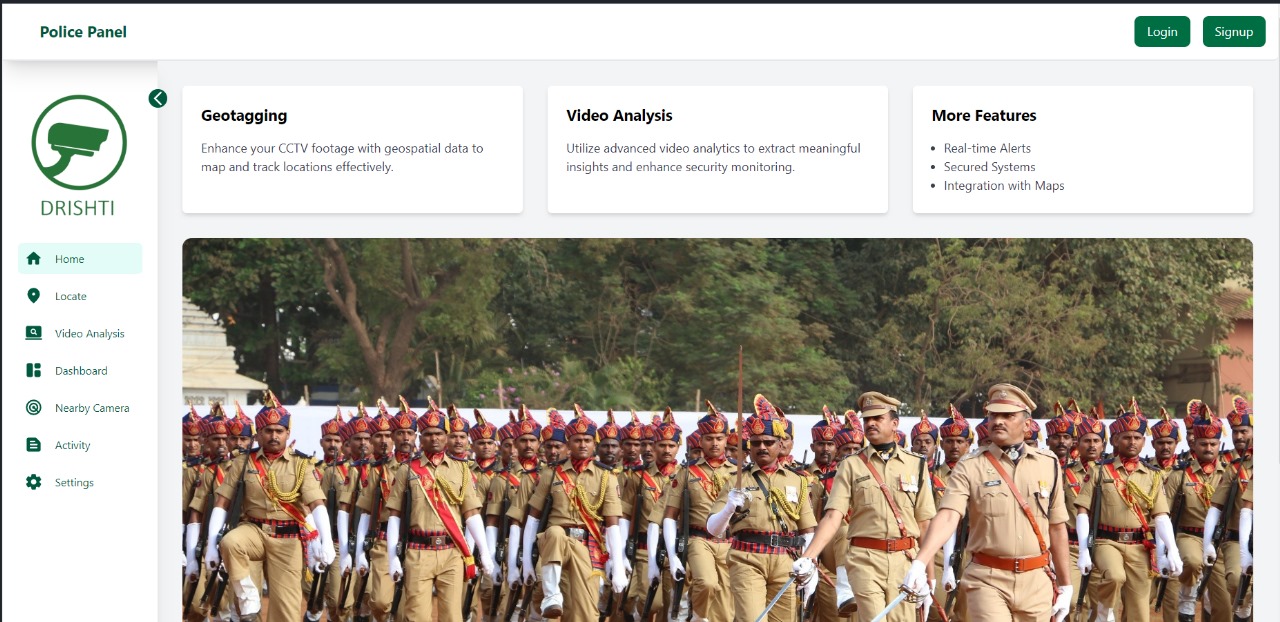 Police Panel
Login
Signup
DRISHTI
Home
Locate
Video Analysis
Dashboard
Nearby Camera
Activity
Settings
Geotagging
Enhance your CCTV footage with geospatial data to
map and track locations effectively.
Video Analysis
Utilize advanced video analytics to extract meaningful
insights and enhance security monitoring.
More Features
• Real-time Alerts
• Secured Systems
• Integration with Maps